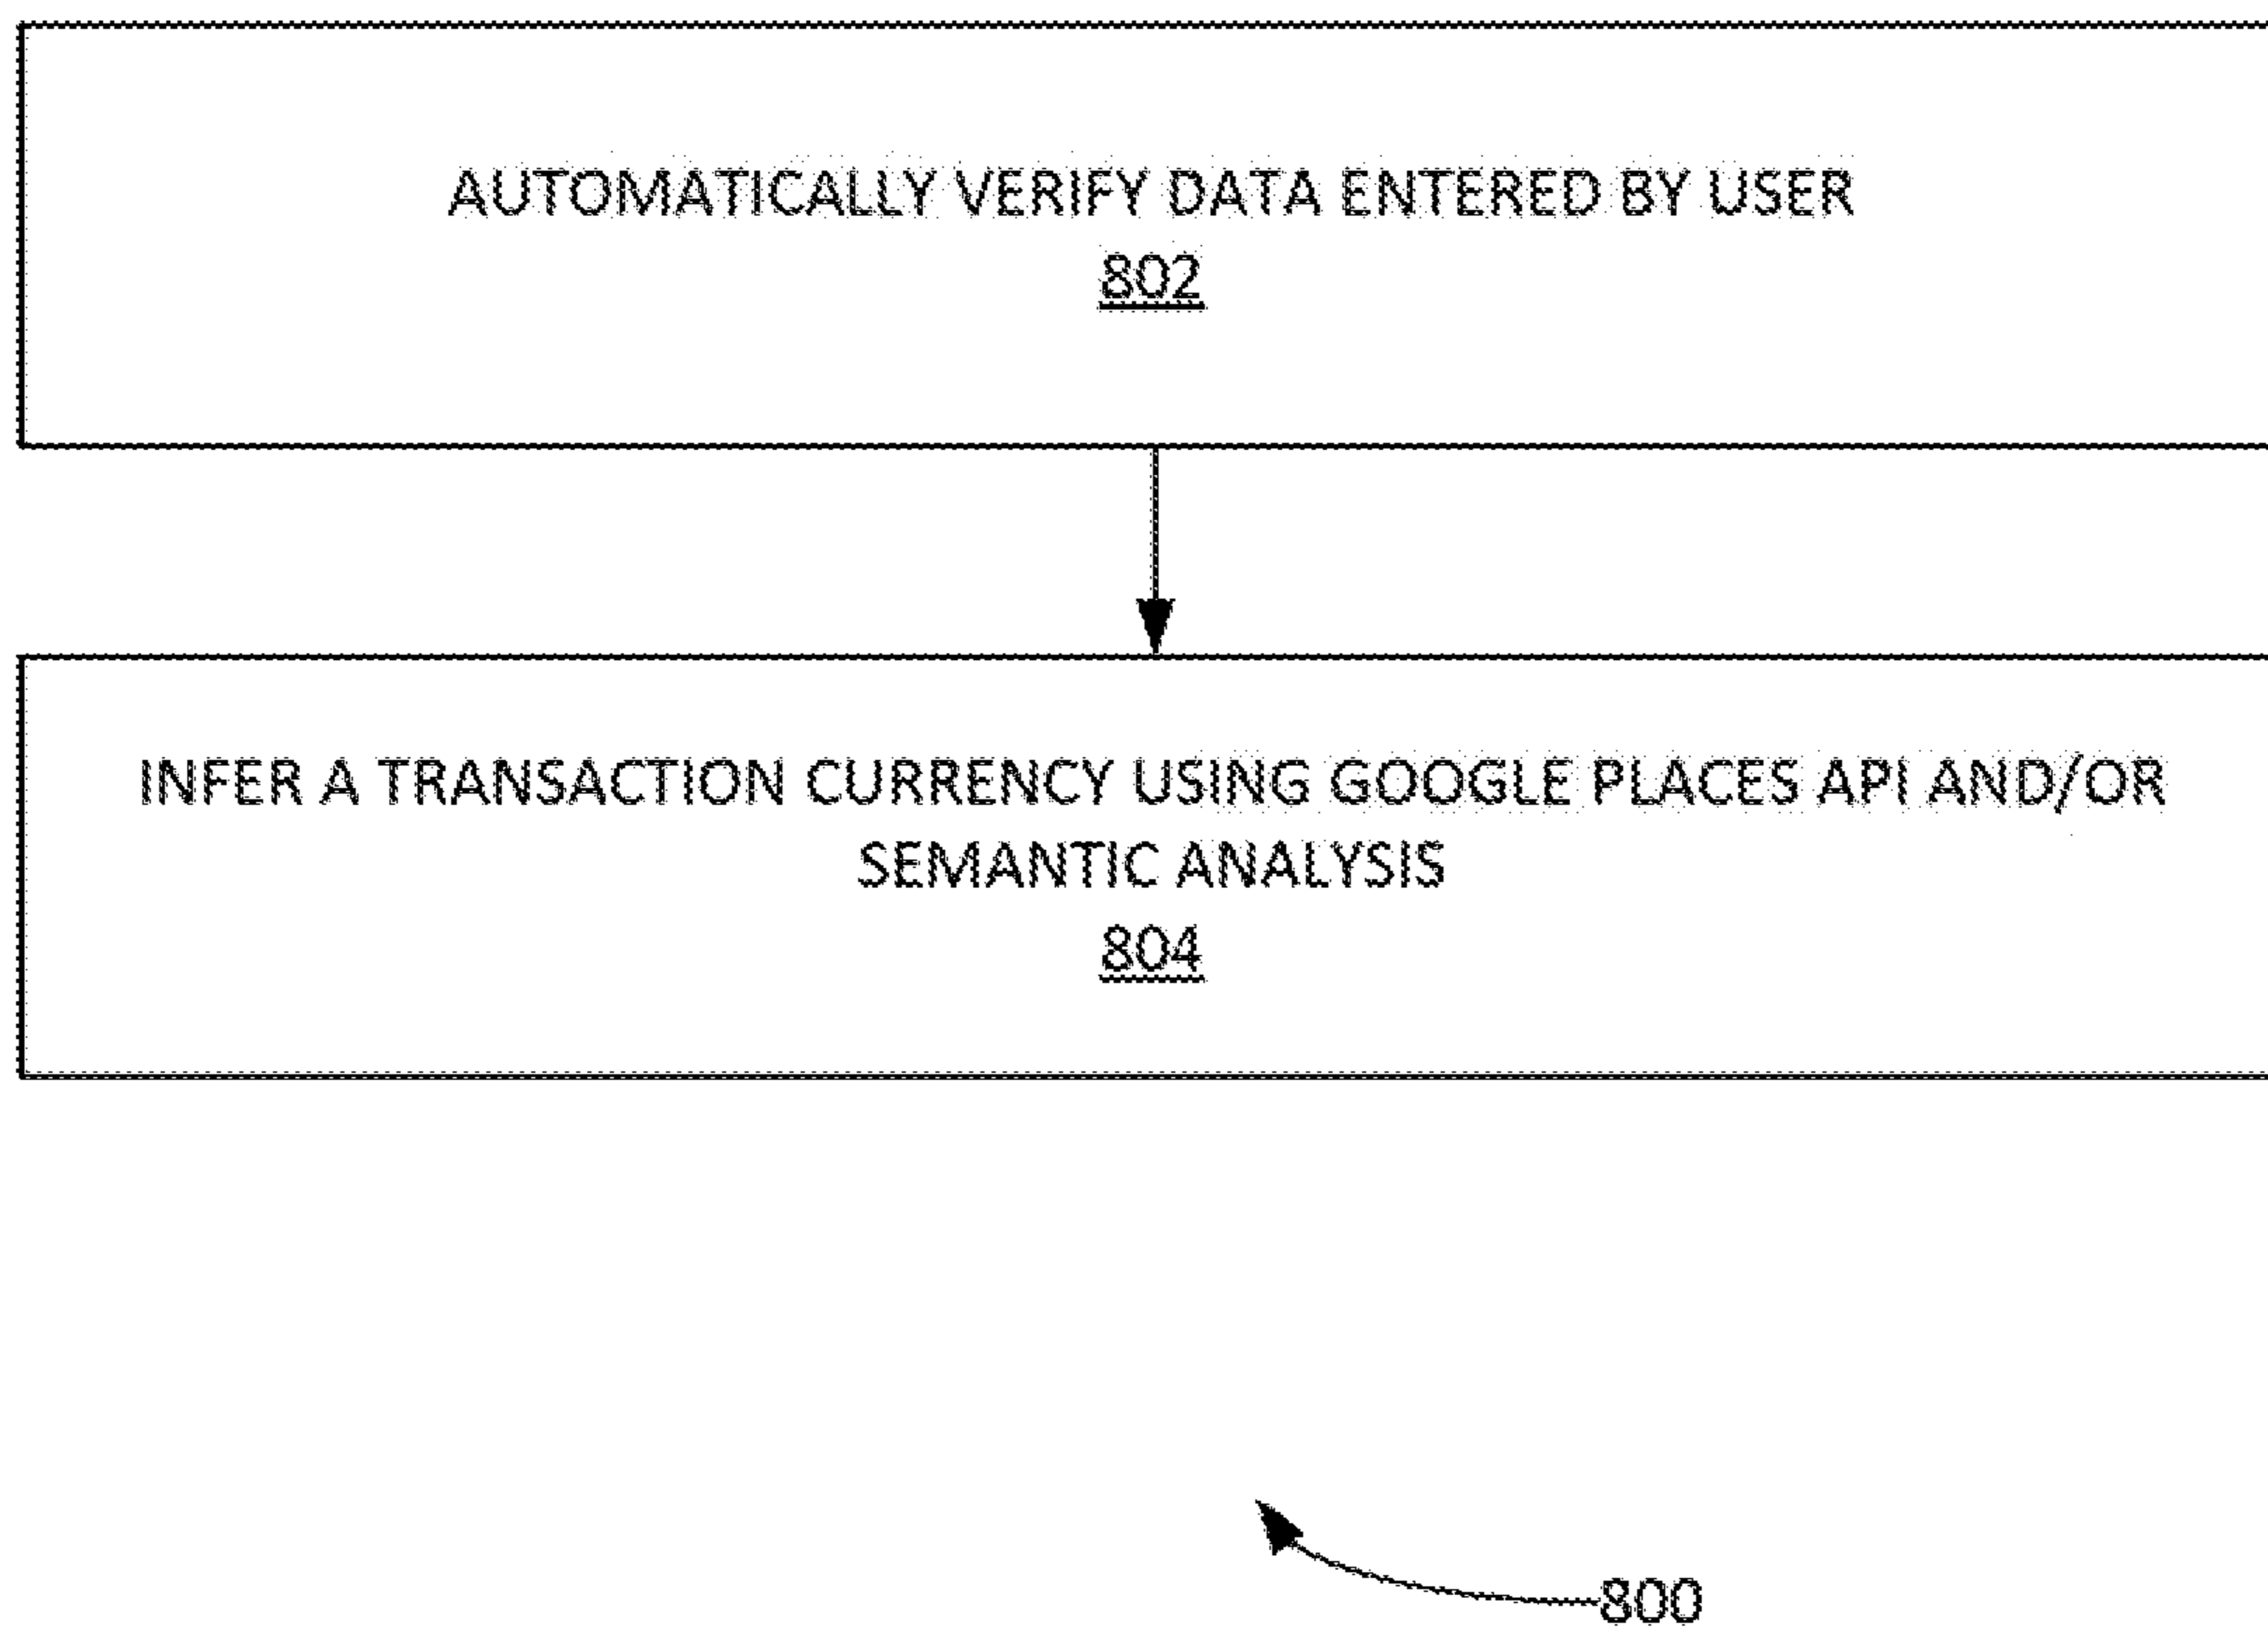 AUTOMATICALLY VERIFY DATA ENTERED BY USER
802
INFER A TRANSACTION CURRENCY USING GOOGLE PLACES API AND/OR
SEMANTIC ANALYSIS
804
800